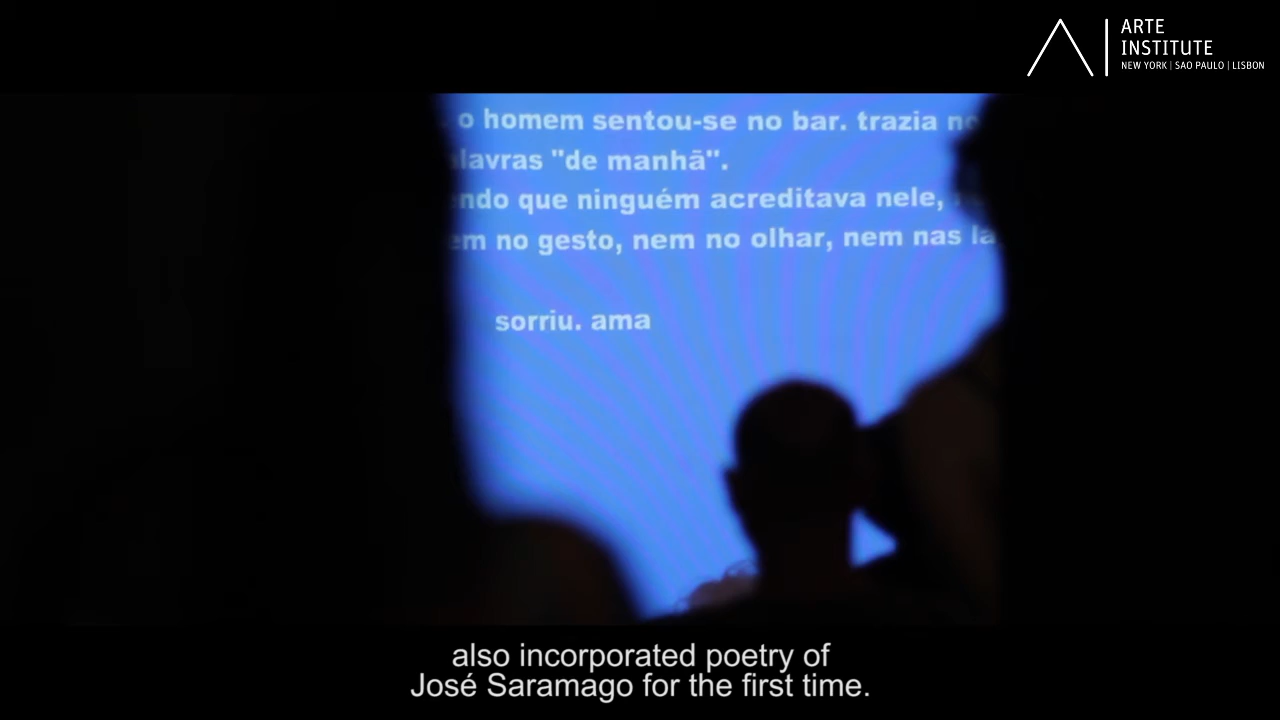 ARTE
INSTITUTE
NEW YORK | SAO PAULO | LISBON
o homem sentou-se no bar. trazia
"de manhã".
que ninguém acreditava nele,
no gesto, nem no olhar, nem nas
sorriu. ama
also incorporated poetry of
José Saramago for the first time.